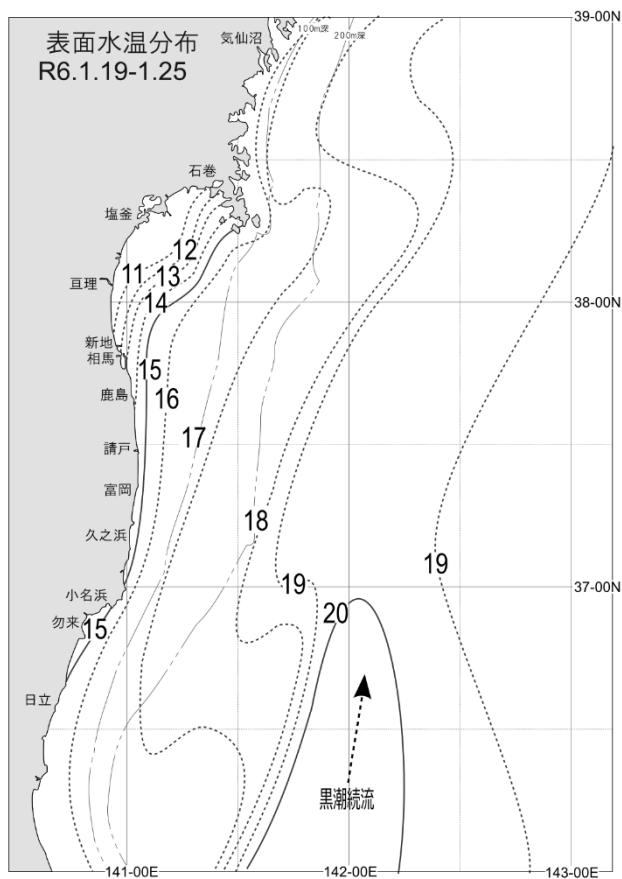 表面水温分布
R6.1.19-1.25
気仙沼
100m深
200m深
39-00N
石巻
塩釜
12
11
13
亘理
14
38-00N
新地
相馬
15
鹿島
16
17
請戸
富岡
18
久之浜
19
19
37-00N
小名浜
20
勿来
15
日立
黒潮続流
141-00E
142-00E
143-00E